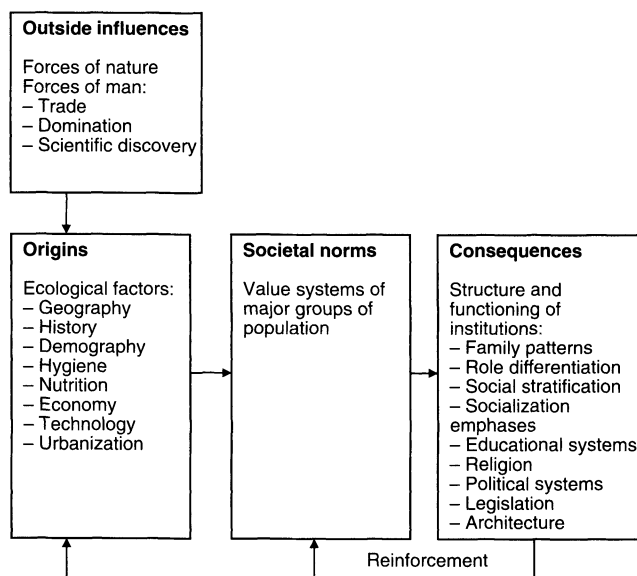 Outside influences
Forces of nature
Forces of man:
– Trade
– Domination
– Scientific discovery
Origins
Ecological factors:
– Geography
– History
– Demography
– Hygiene
– Nutrition
– Economy
– Technology
– Urbanization
Societal norms
Value systems of
major groups of
population
Consequences
Structure and
functioning of
institutions:
– Family patterns
– Role differentiation
– Social stratification
– Socialization
emphases
– Educational systems
– Religion
– Political systems
– Legislation
– Architecture
Reinforcement